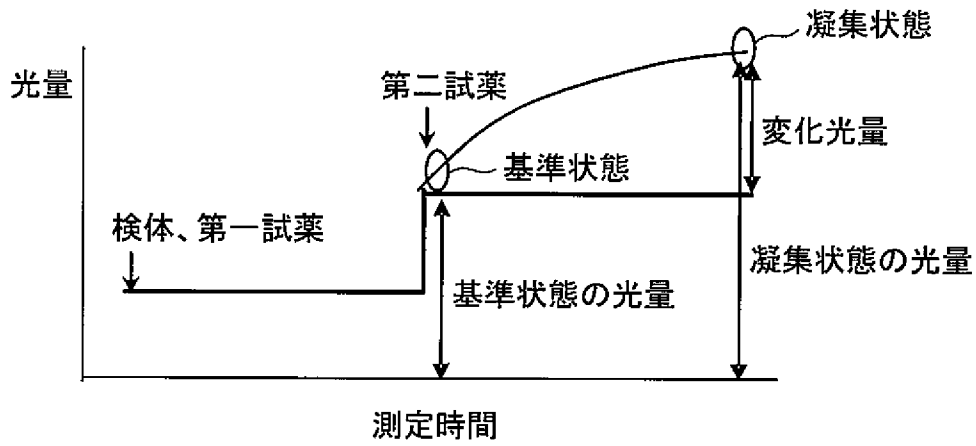 凝集状態
光量
第二試薬
変化光量
基準状態
検体、第一試薬
凝集状態の光量
基準状態の光量
測定時間